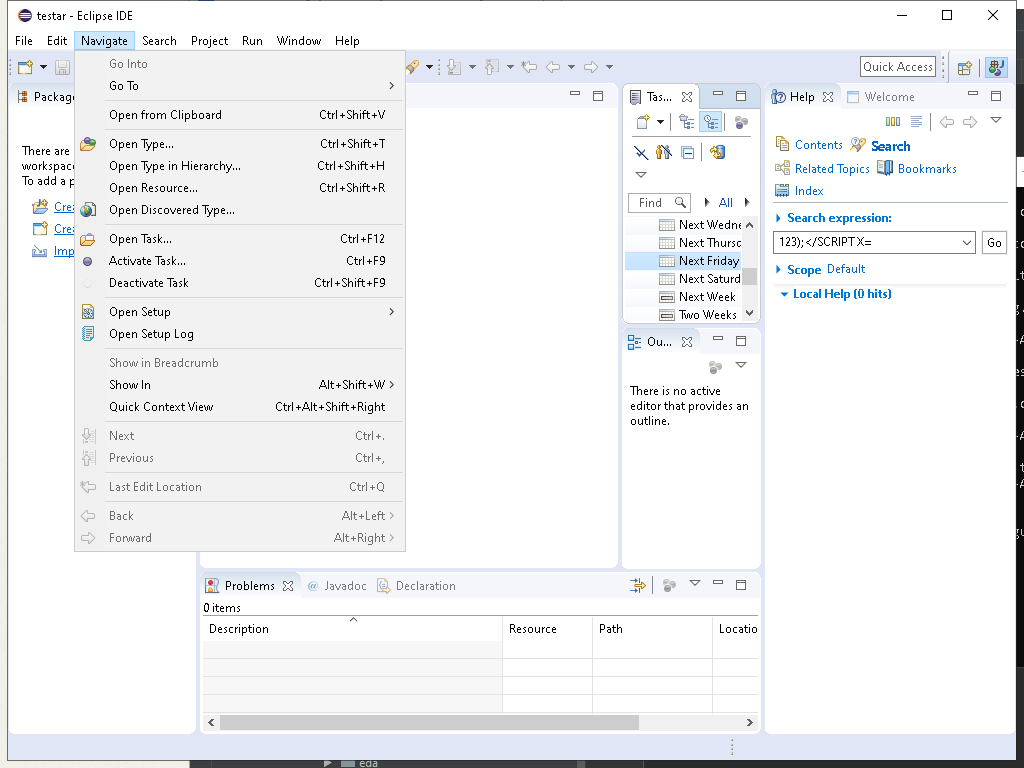 testar - Eclipse IDE
File Edit Navigate Search Project Run Window Help
Quick Access
Go Into
Go To
Open from Clipboard Ctrl+Shift+V
Open Type... Ctrl+Shift+T
Open Type in Hierarchy... Ctrl+Shift+H
Open Resource... Ctrl+Shift+R
Open Discovered Type...
Open Task... Ctrl+F12
Activate Task... Ctrl+F9
Deactivate Task Ctrl+Shift+F9
Open Setup
Open Setup Log
Show in Breadcrumb
Show In Alt+Shift+W
Quick Context View Ctrl+Alt+Shift+Right
Next Ctrl+.
Previous Ctrl+,
Last Edit Location Ctrl+Q
Back Alt+Left
Forward Alt+Right
Packag
There are
workspac
To add a p
Crea
Crea
Imp
Tas...
Find All
Next Wedne
Next Thursd
Next Friday
Next Saturd
Next Week
Two Weeks
Ou...
There is no active
editor that provides an
outline.
Help Welcome
Contents Search
Related Topics Bookmarks
Index
Search expression:
123);</SCRIPT X= Go
Scope Default
Local Help (0 hits)
Problems @ Javadoc Declaration
0 items
Description Resource Path Locatio
eda